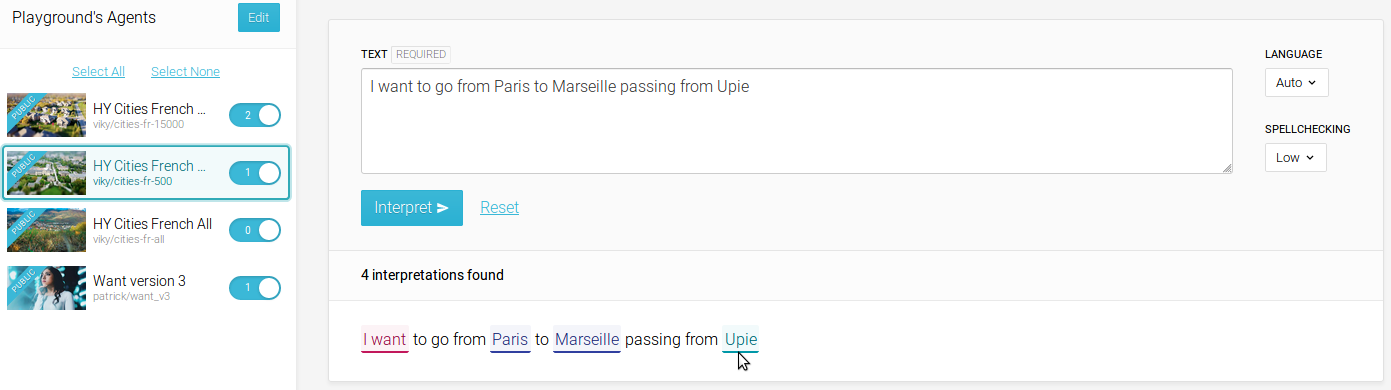 Playground's Agents
Edit
Select All Select None
PUBLIC
HY Cities French ...
viky/cities-fr-15000
2
PUBLIC
HY Cities French ...
viky/cities-fr-500
1
PUBLIC
HY Cities French All
viky/cities-fr-all
0
PUBLIC
Want version 3
patrick/want_v3
1
TEXT REQUIRED
I want to go from Paris to Marseille passing from Upie
Interpret Reset
LANGUAGE
Auto
SPELLCHECKING
Low
4 interpretations found
I want to go from Paris to Marseille passing from Upie